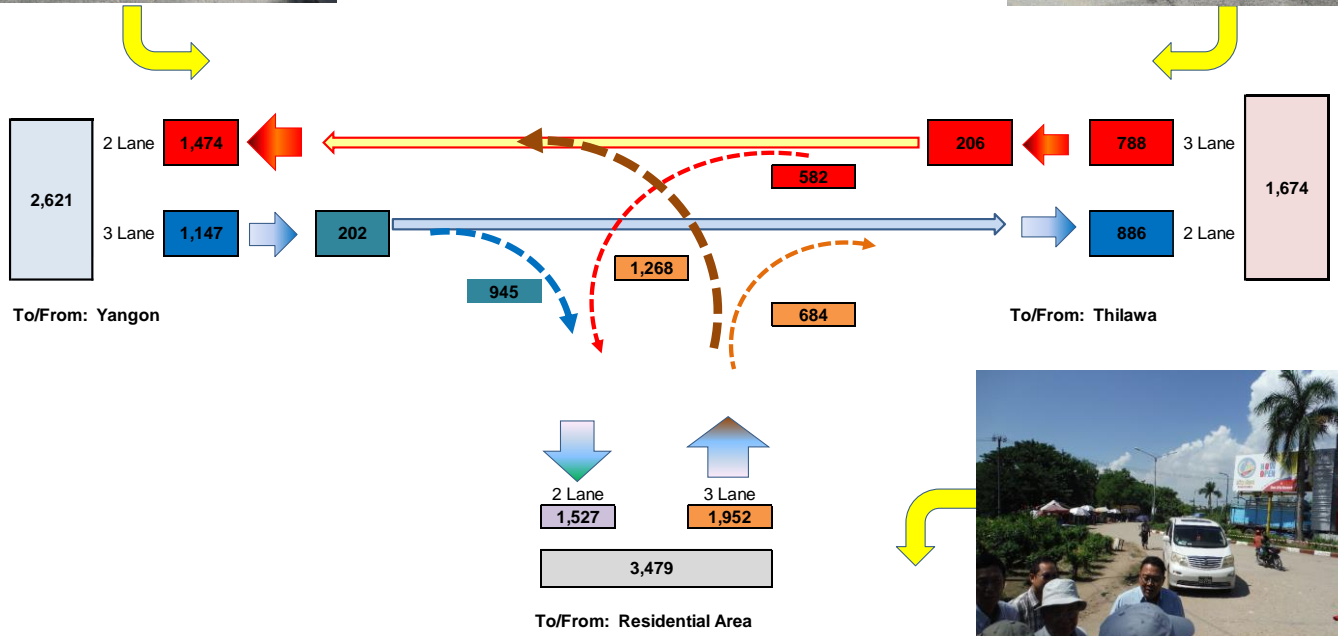 2 Lane 1,474
206 788 3 Lane
582
2,621
1,674
3 Lane 1,147 202
886 2 Lane
1,268
945
684
To/From: Yangon
To/From: Thilawa
2 Lane 3 Lane
1,527 1,952
3,479
To/From: Residential Area
OPEN